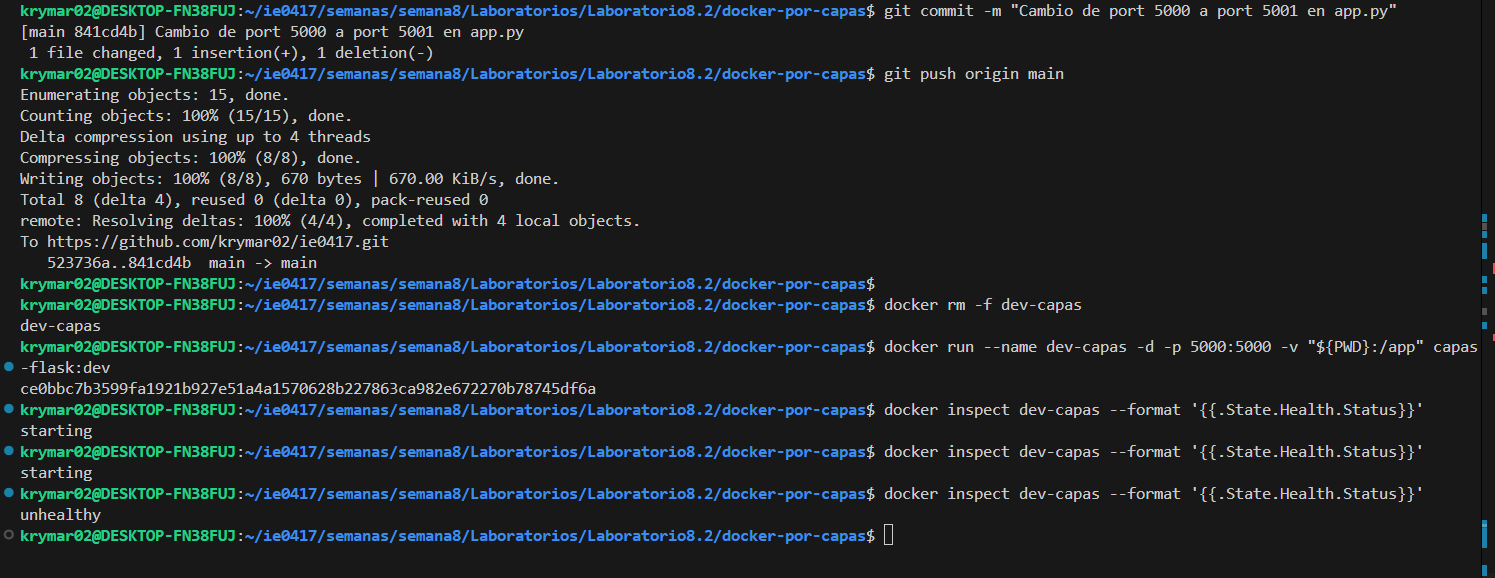 krymar02@DESKTOP-FN38FUJ:~/ie0417/semanas/semana8/Laboratorios/Laboratorio8.2/docker-por-capas$ git commit -m "Cambio de port 5000 a port 5001 en app.py"
[main 841cd4b] Cambio de port 5000 a port 5001 en app.py
 1 file changed, 1 insertion(+), 1 deletion(-)
krymar02@DESKTOP-FN38FUJ:~/ie0417/semanas/semana8/Laboratorios/Laboratorio8.2/docker-por-capas$ git push origin main
Enumerating objects: 15, done.
Counting objects: 100% (15/15), done.
Delta compression using up to 4 threads
Compressing objects: 100% (8/8), done.
Writing objects: 100% (8/8), 670 bytes | 670.00 KiB/s, done.
Total 8 (delta 4), reused 0 (delta 0), pack-reused 0
remote: Resolving deltas: 100% (4/4), completed with 4 local objects.
To https://github.com/krymar02/ie0417.git
   523736a..841cd4b  main -> main
krymar02@DESKTOP-FN38FUJ:~/ie0417/semanas/semana8/Laboratorios/Laboratorio8.2/docker-por-capas$
krymar02@DESKTOP-FN38FUJ:~/ie0417/semanas/semana8/Laboratorios/Laboratorio8.2/docker-por-capas$ docker rm -f dev-capas
dev-capas
krymar02@DESKTOP-FN38FUJ:~/ie0417/semanas/semana8/Laboratorios/Laboratorio8.2/docker-por-capas$ docker run --name dev-capas -d -p 5000:5000 -v "${PWD}:/app" capas
-flask:dev
ce0bbc7b3599fa1921b927e51a4a1570628b227863ca982e672270b78745df6a
krymar02@DESKTOP-FN38FUJ:~/ie0417/semanas/semana8/Laboratorios/Laboratorio8.2/docker-por-capas$ docker inspect dev-capas --format '{{.State.Health.Status}}'
starting
krymar02@DESKTOP-FN38FUJ:~/ie0417/semanas/semana8/Laboratorios/Laboratorio8.2/docker-por-capas$ docker inspect dev-capas --format '{{.State.Health.Status}}'
starting
krymar02@DESKTOP-FN38FUJ:~/ie0417/semanas/semana8/Laboratorios/Laboratorio8.2/docker-por-capas$ docker inspect dev-capas --format '{{.State.Health.Status}}'
unhealthy
krymar02@DESKTOP-FN38FUJ:~/ie0417/semanas/semana8/Laboratorios/Laboratorio8.2/docker-por-capas$